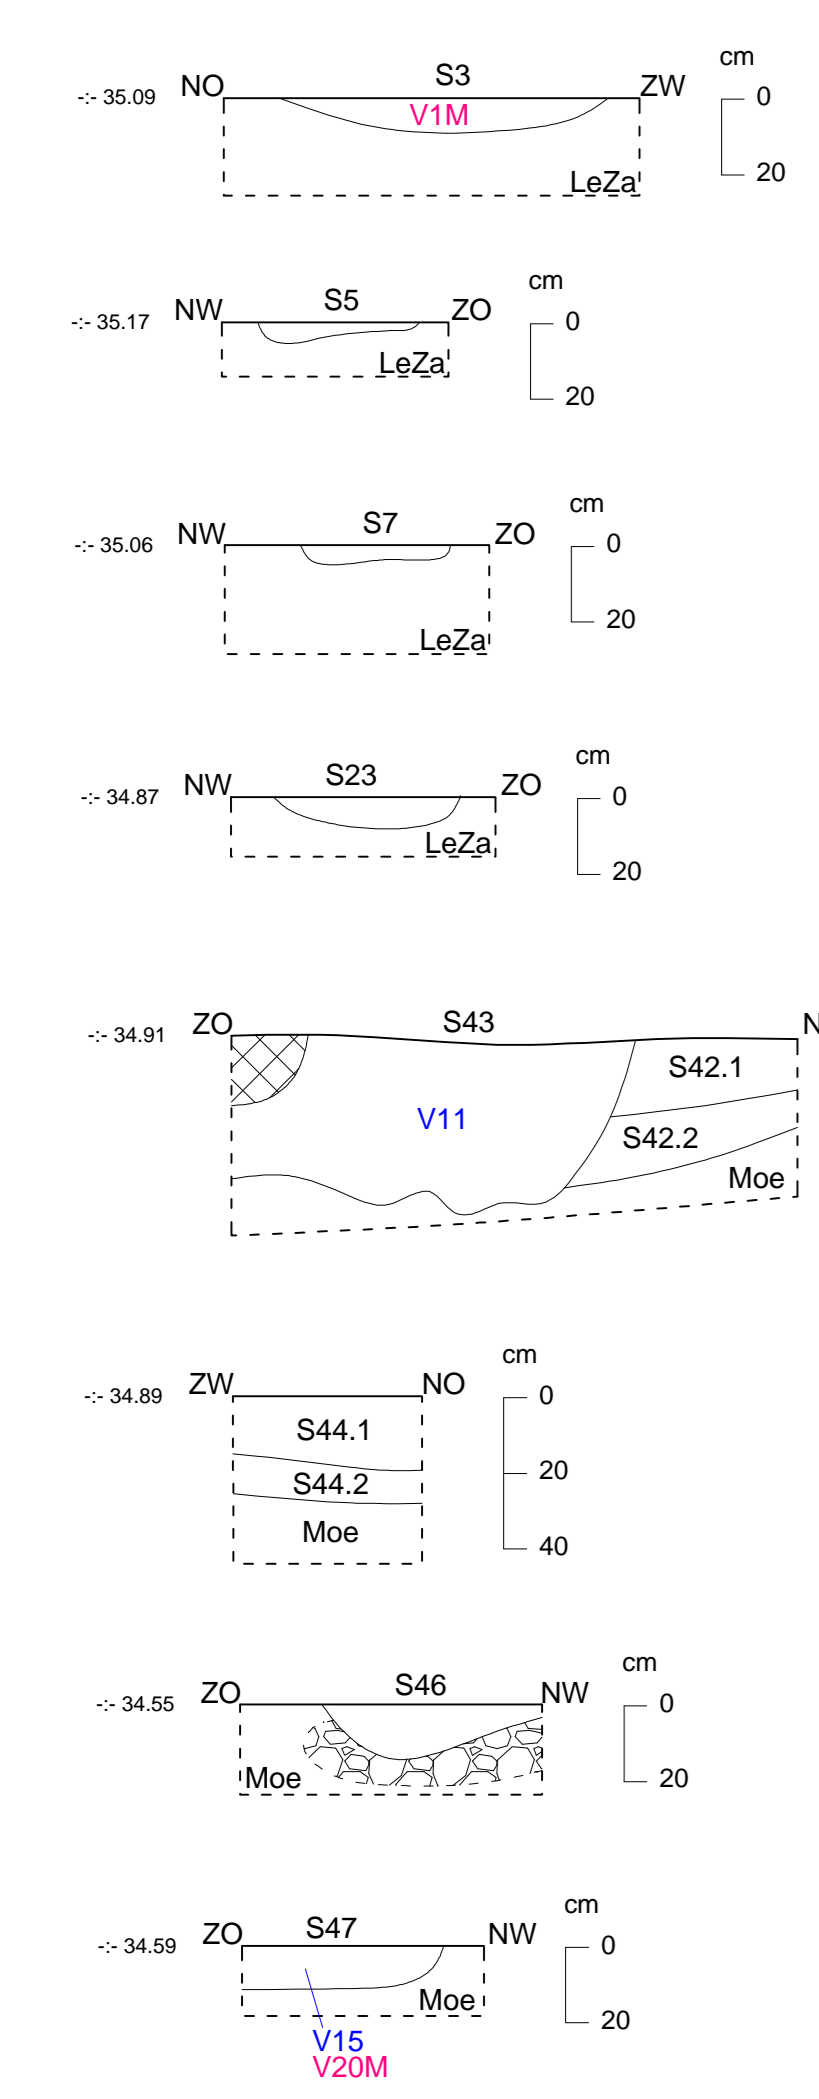 cm
S3
NO
ZW
-:- 35.09
0
V1M
20
LeZa
cm
S5
NW
ZO
-:- 35.17
0
LeZa
20
cm
S7
NW
ZO
-:- 35.06
0
20
LeZa
cm
S23
NW
ZO
-:- 34.87
0
LeZa
20
ZO
S43
N
-:- 34.91
S42.1
V11
S42.2
Moe
cm
ZW
NO
-:- 34.89
0
S44.1
20
S44.2
Moe
40
cm
S46
ZO
NW
-:- 34.55
0
Moe
20
cm
S47
ZO
NW
-:- 34.59
0
Moe
20
V15
V20M